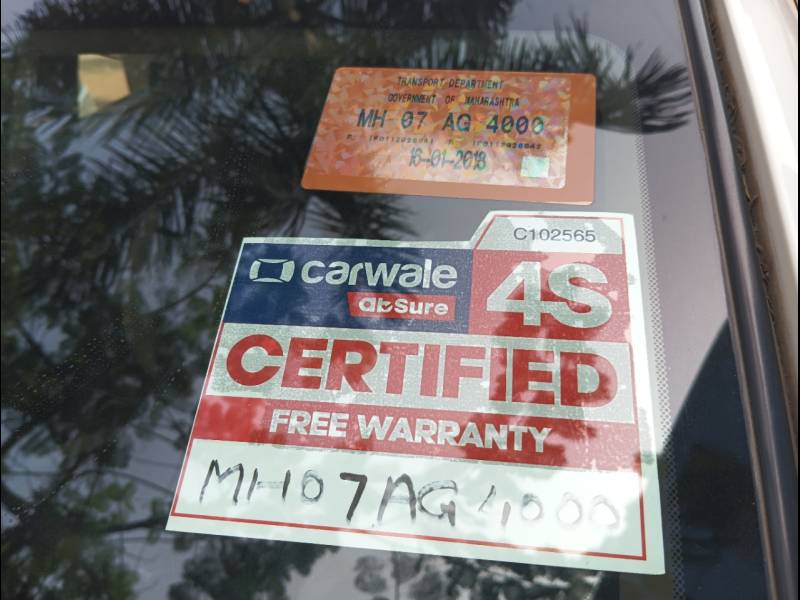 TRANSPORT DEPARTMENT
GOVERNMENT OF MAHARASHTRA
MH 07 AG 4000
16-01-2018
C102565
carwale
abSure
4S
CERTIFIED
FREE WARRANTY
MH07AG4000